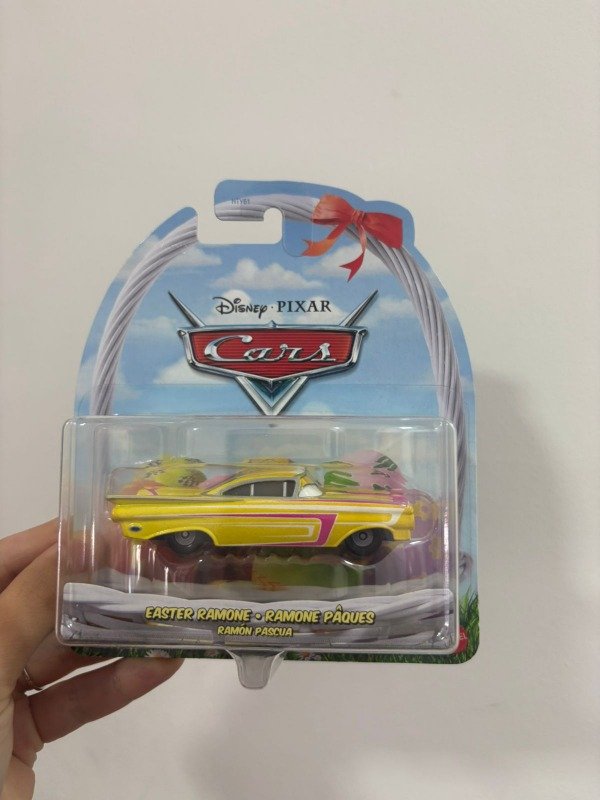 Disney · PIXAR
Cars
EASTER RAMONE · RAMONE PÂQUES
RAMÓN PASCUA